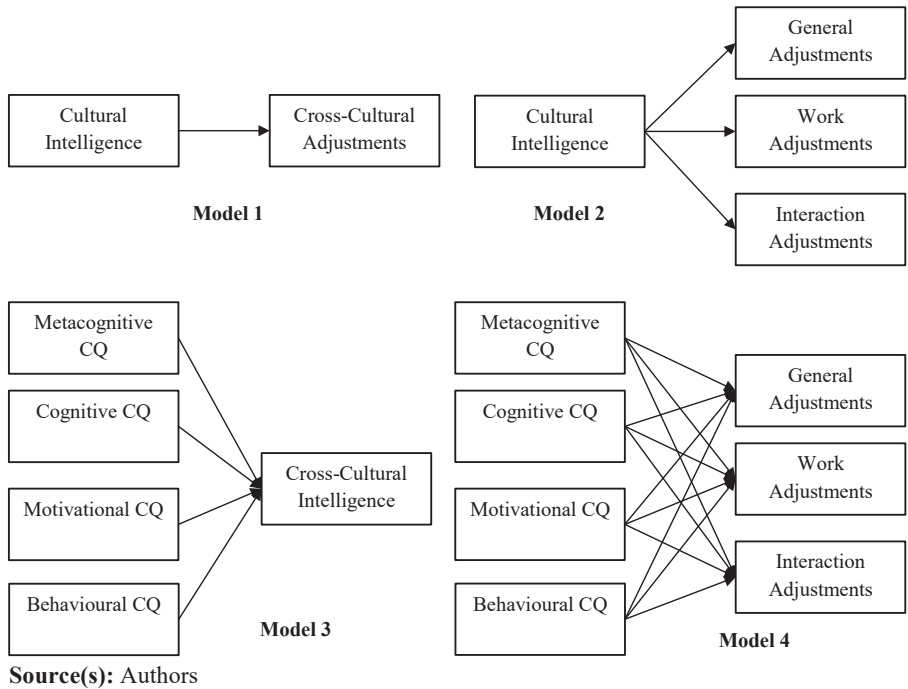 Cultural
Intelligence
Cross-Cultural
Adjustments
Model 1
Cultural
Intelligence
General
Adjustments
Work
Adjustments
Interaction
Adjustments
Model 2
Metacognitive
CQ
Cognitive CQ
Motivational CQ
Behavioural CQ
Cross-Cultural
Intelligence
Model 3
Metacognitive
CQ
Cognitive CQ
Motivational CQ
Behavioural CQ
General
Adjustments
Work
Adjustments
Interaction
Adjustments
Model 4
Source(s): Authors